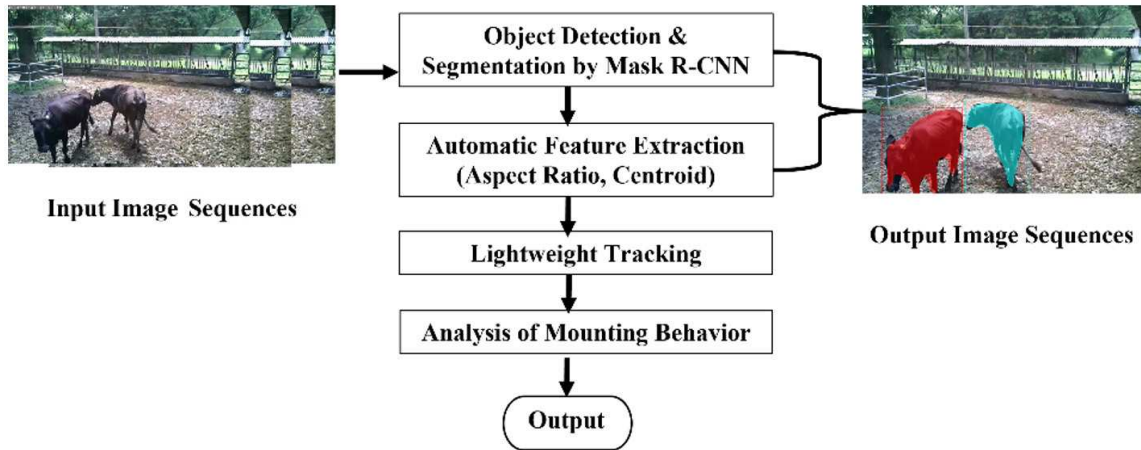 Object Detection &
Segmentation by Mask R-CNN
Automatic Feature Extraction
(Aspect Ratio, Centroid)
Input Image Sequences
Output Image Sequences
Lightweight Tracking
Analysis of Mounting Behavior
Output